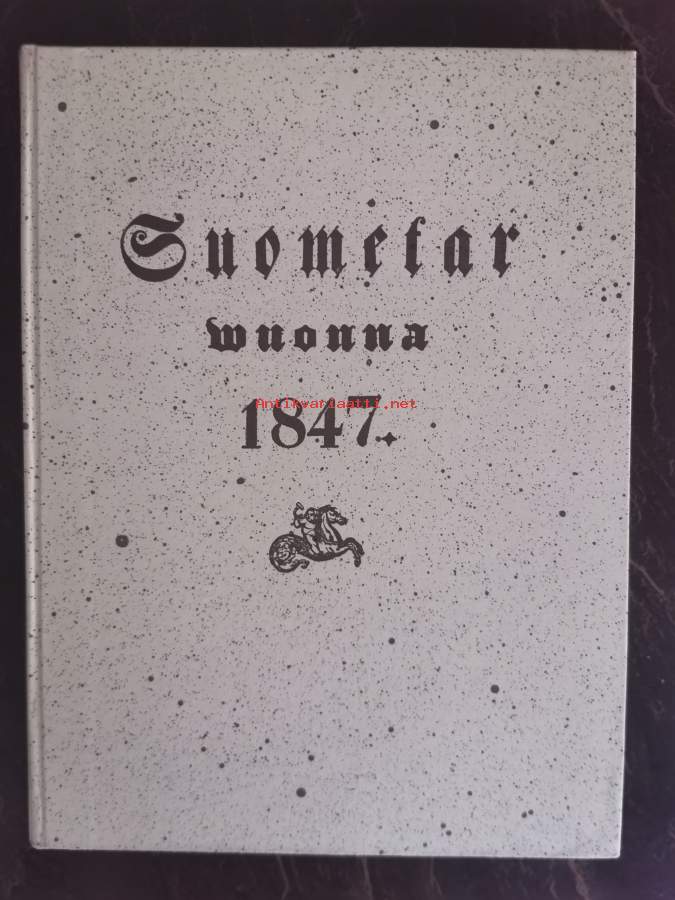 Suometar
wuonna
1847.
Antikvariaatti.net